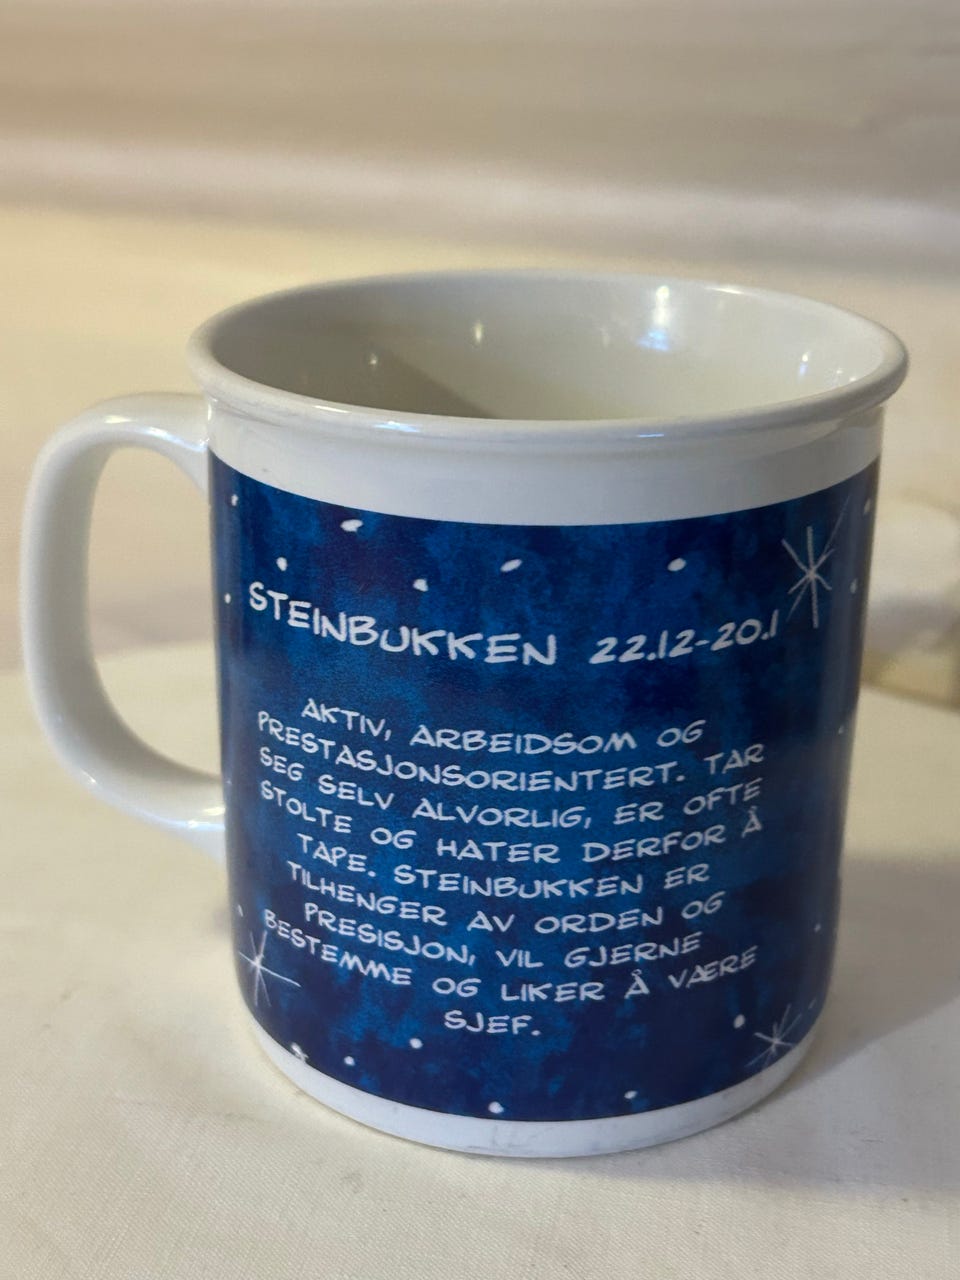 STEINBUKKEN 22.12-20.1
AKTIV, ARBEIDSOM OG
PRESTASJONSORIENTERT. TAR
SEG SELV ALVORLIG, ER OFTE
STOLTE OG HATER DERFOR Å
TAPE. STEINBUKKEN ER
TILHENGER AV ORDEN OG
PRESISJON, VIL GJERNE
BESTEMME OG LIKER Å VÆRE
SJEF.